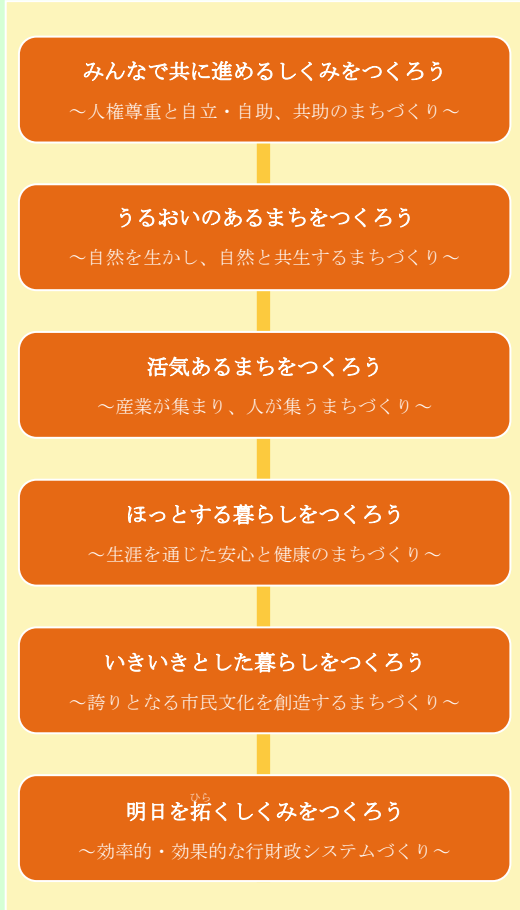 みんなで共に進めるしくみをつくろう
～人権尊重と自立・自助、共助のまちづくり～
うるおいのあるまちをつくろう
～自然を生かし、自然と共生するまちづくり～
活気あるまちをつくろう
～産業が集まり、人が集うまちづくり～
ほっとする暮らしをつくろう
～生涯を通じた安心と健康のまちづくり～
いきいきとした暮らしをつくろう
～誇りとなる市民文化を創造するまちづくり～
ひら
明日を拓くしくみをつくろう
～効率的・効果的な行財政システムづくり～